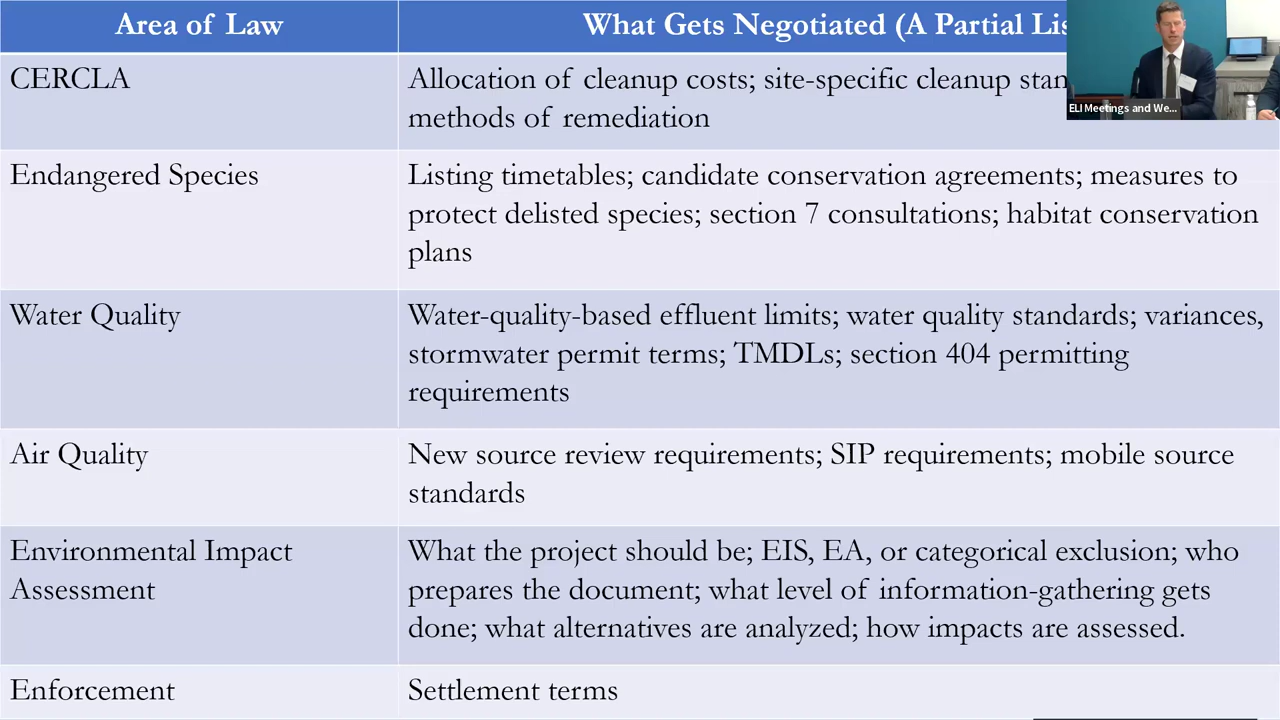 Area of Law
What Gets Negotiated (A Partial Lis
CERCLA
Allocation of cleanup costs; site-specific cleanup stan
methods of remediation
Endangered Species
Listing timetables; candidate conservation agreements; measures to
protect delisted species; section 7 consultations; habitat conservation
plans
Water Quality
Water-quality-based effluent limits; water quality standards; variances,
stormwater permit terms; TMDLs; section 404 permitting
requirements
Air Quality
New source review requirements; SIP requirements; mobile source
standards
Environmental Impact
Assessment
What the project should be; EIS, EA, or categorical exclusion; who
prepares the document; what level of information-gathering gets
done; what alternatives are analyzed; how impacts are assessed.
Enforcement
Settlement terms
ELI Meetings and We...